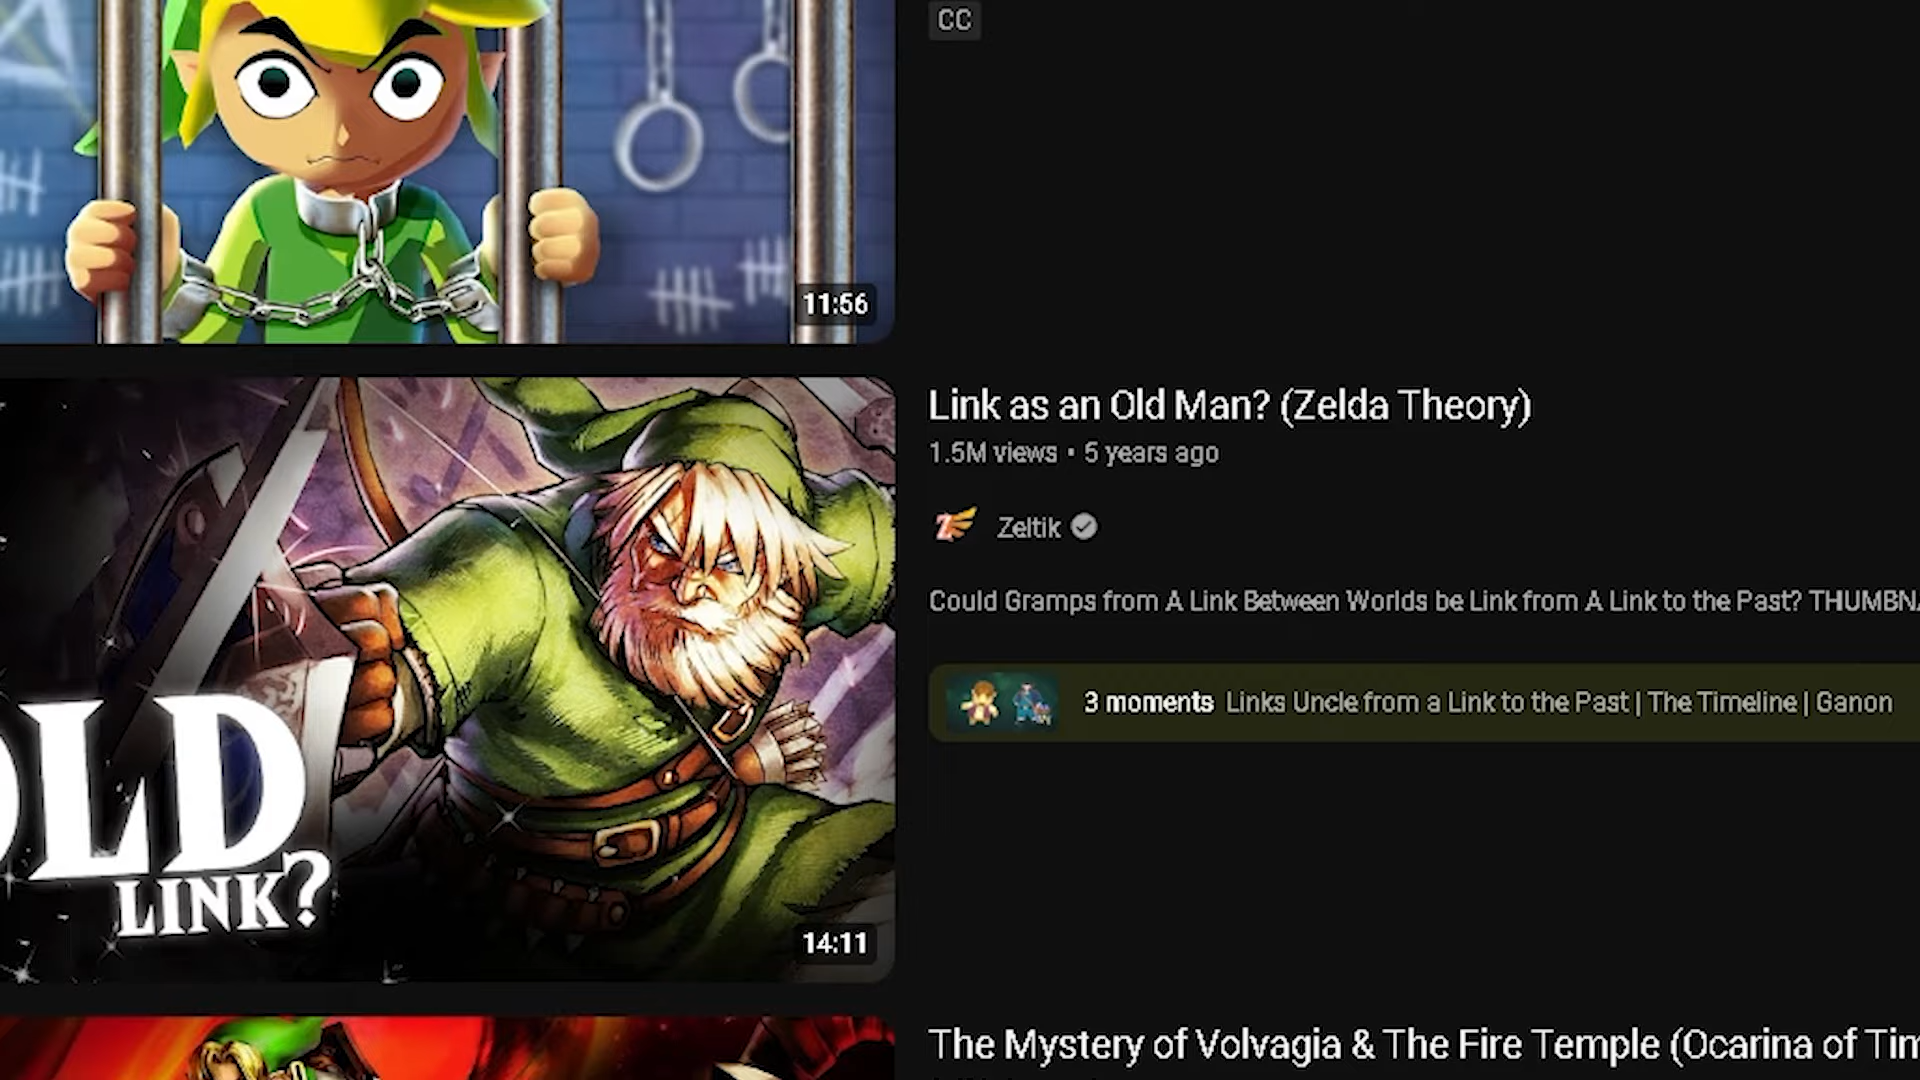 CC
11:56
Link as an Old Man? (Zelda Theory)
1.5M views • 5 years ago
Zeltik
Could Gramps from A Link Between Worlds be Link from A Link to the Past? THUMBNA
3 moments Links Uncle from a Link to the Past | The Timeline | Ganon
OLD
LINK?
14:11
The Mystery of Volvagia & The Fire Temple (Ocarina of Tim